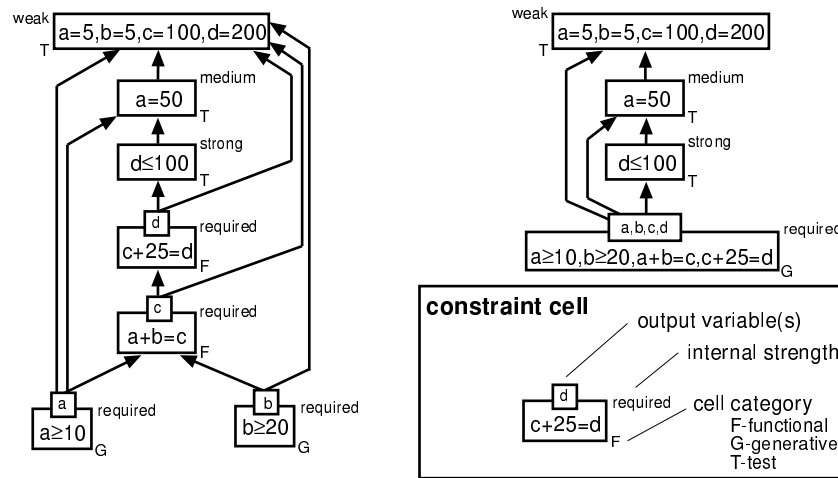 weak
a=5,b=5,c=100,d=200
T
medium
a=50
T
strong
d≤100
T
d
required
c+25=d
F
c
required
a+b=c
F
a
required
a≥10
G
b
required
b≥20
G
weak
a=5,b=5,c=100,d=200
T
medium
a=50
T
strong
d≤100
T
a,b,c,d
required
a≥10,b≥20,a+b=c,c+25=d
G
constraint cell
output variable(s)
internal strength
d
required
c+25=d
F
cell category
F-functional
G-generative
T-test